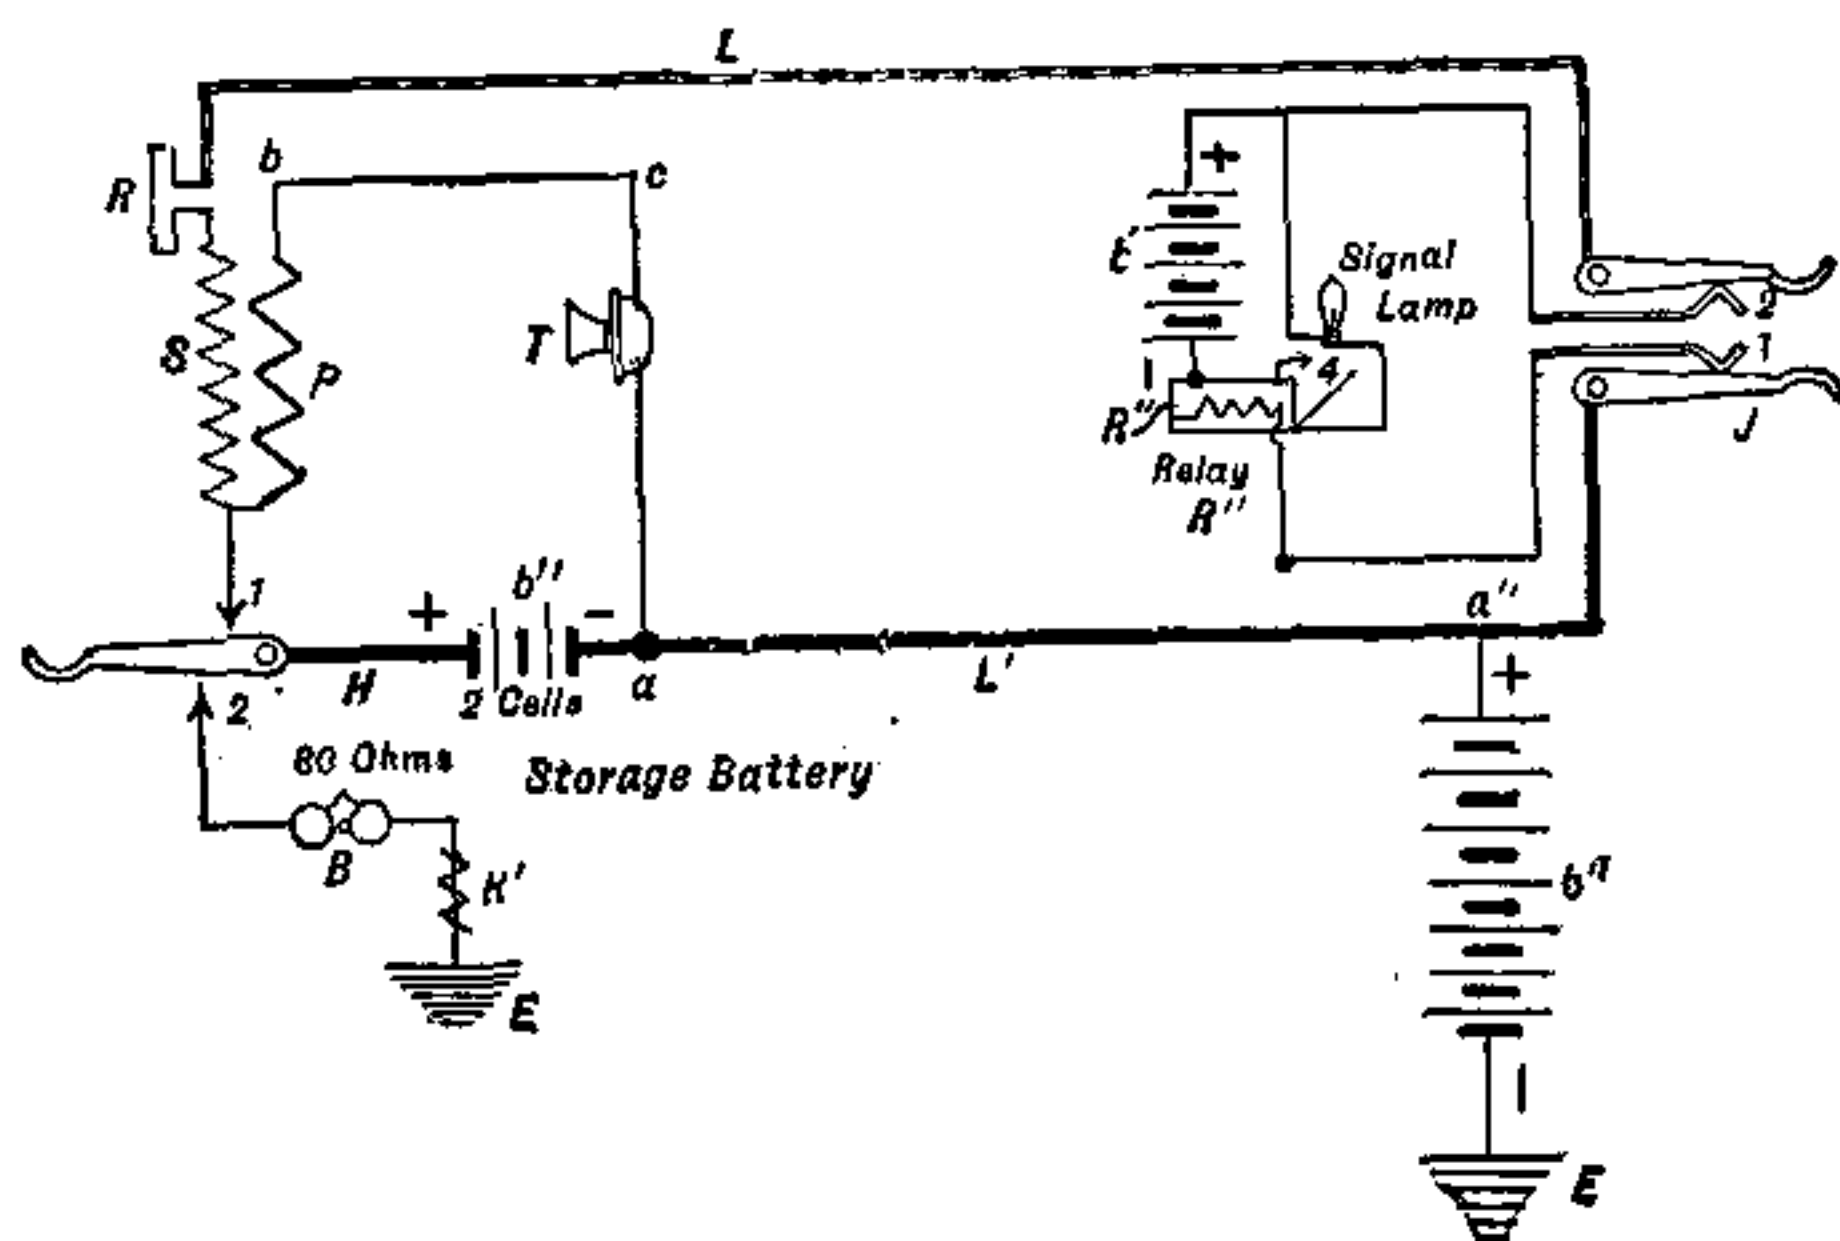 L
b
c
R
+
Signal
Lamp
2
1
S
P
T
4
R''
J
Relay
R''
1
b''
+
-
a''
H
2 Cells
a
L'
+
2
80 Ohms
Storage Battery
B
E
E